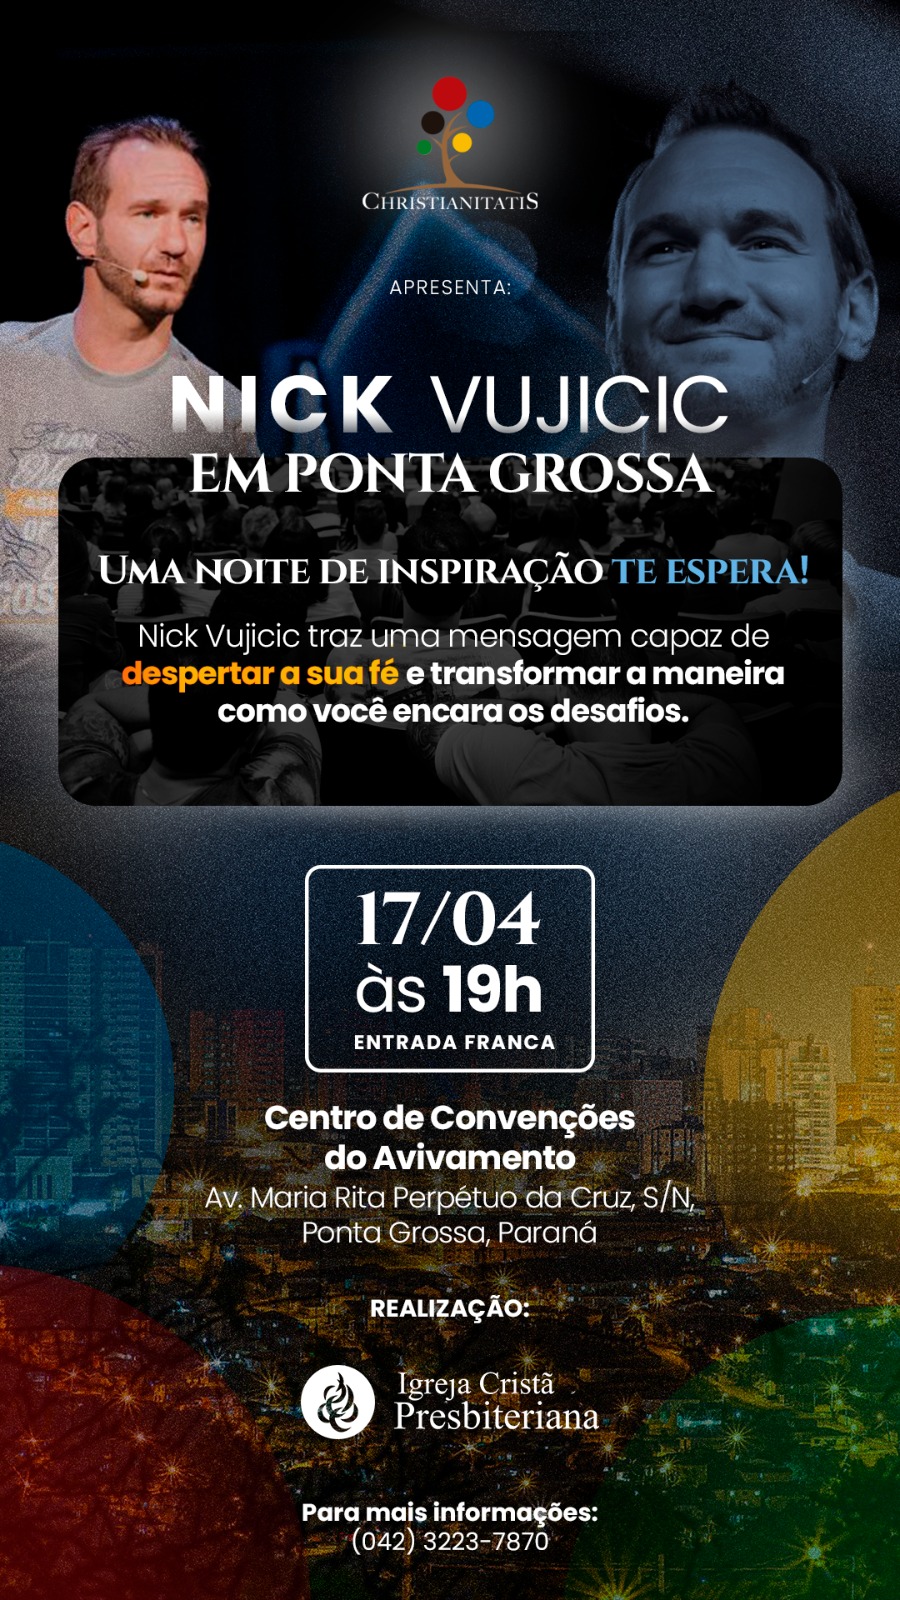 CHRISTIANITATIS
APRESENTA:
NICK VUJICIC
EM PONTA GROSSA
UMA NOITE DE INSPIRAÇÃO TE ESPERA!
Nick Vujicic traz uma mensagem capaz de
despertar a sua fé e transformar a maneira
como você encara os desafios.
17/04
às 19h
ENTRADA FRANCA
Centro de Convenções
do Avivamento
Av. Maria Rita Perpétuo da Cruz, S/N,
Ponta Grossa, Paraná
REALIZAÇÃO:
Igreja Cristã
Presbiteriana
Para mais informações:
(042) 3223-7870